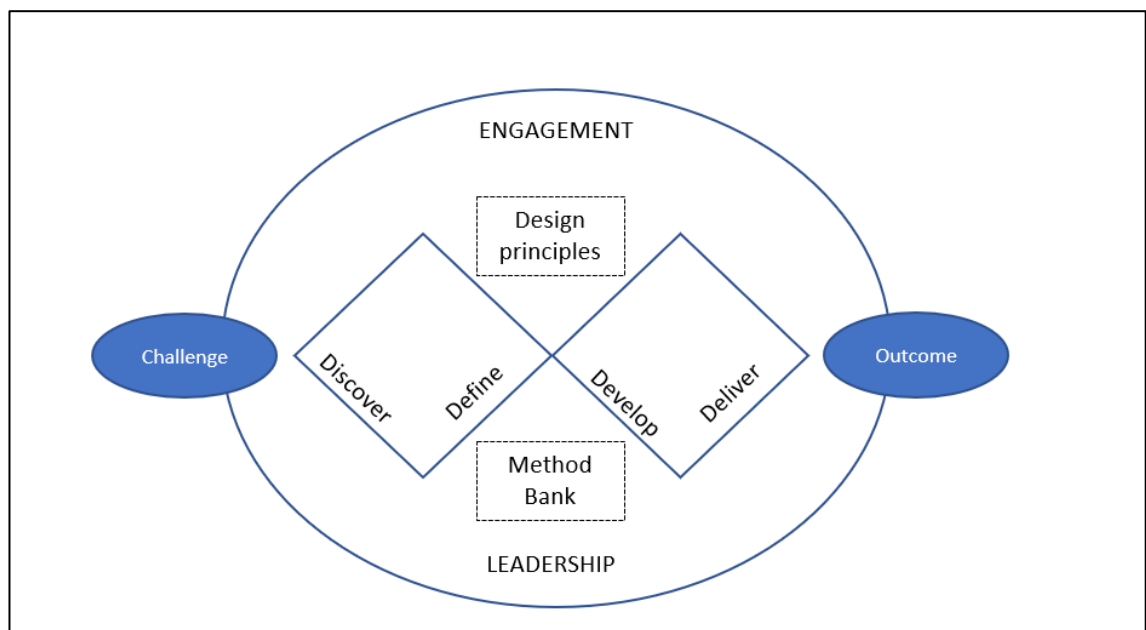 ENGAGEMENT
Design
principles
Challenge
Discover
Define
Develop
Deliver
Outcome
Method
Bank
LEADERSHIP